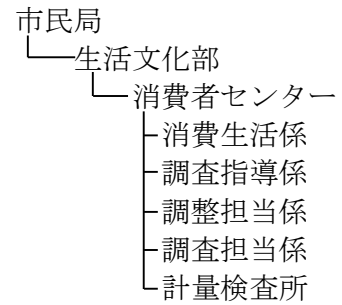 市民局
生活文化部
消費者センター
消費生活係
調査指導係
調整担当係
調査担当係
計量検査所